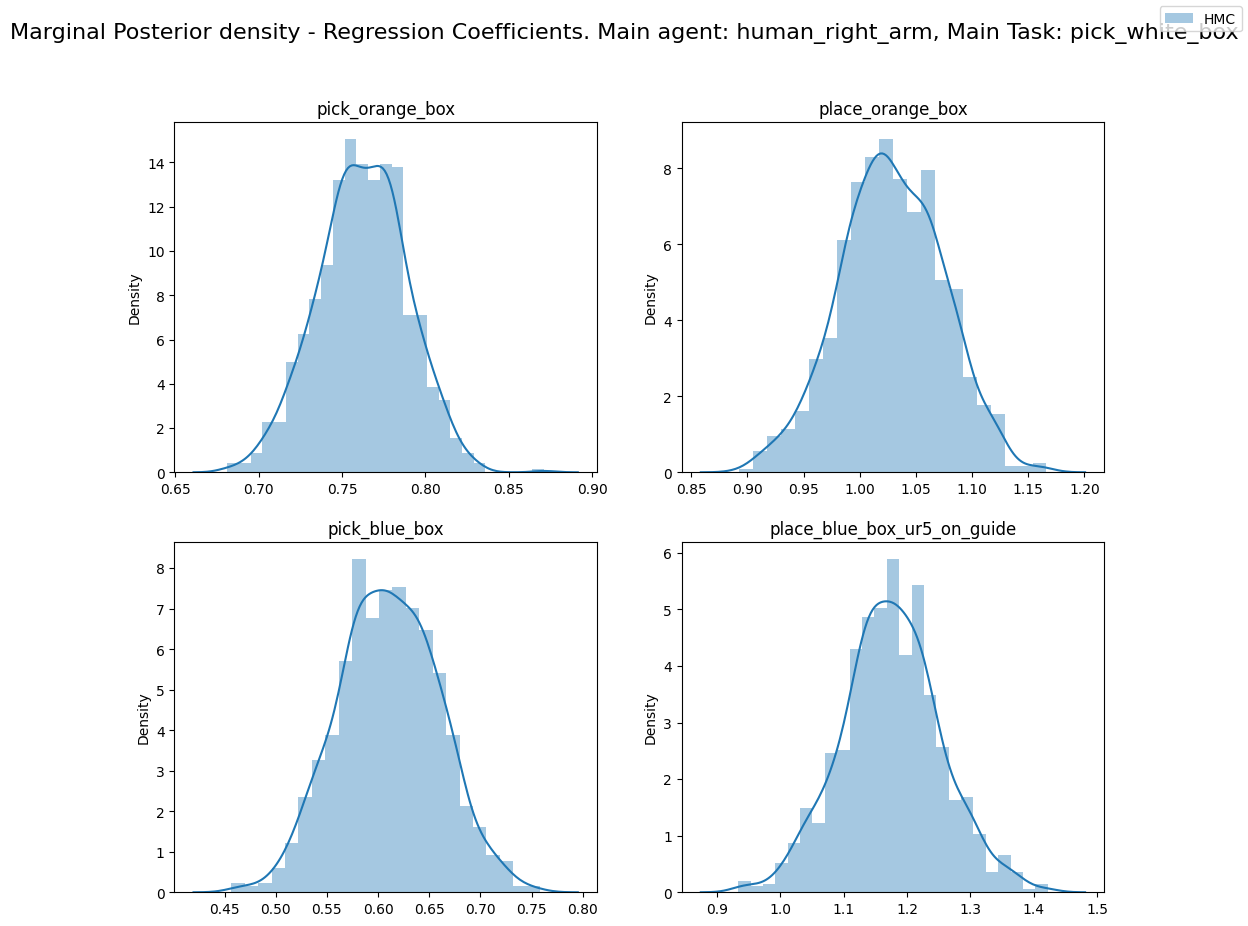 HMC
Marginal Posterior density - Regression Coefficients. Main agent: human_right_arm, Main Task: pick_white_box
pick_orange_box
place_orange_box
Density
14
12
10
8
6
4
2
0
0.65 0.70 0.75 0.80 0.85 0.90
Density
8
6
4
2
0
0.85 0.90 0.95 1.00 1.05 1.10 1.15 1.20
pick_blue_box
place_blue_box_ur5_on_guide
Density
8
7
6
5
4
3
2
1
0
0.45 0.50 0.55 0.60 0.65 0.70 0.75 0.80
Density
6
5
4
3
2
1
0
0.9 1.0 1.1 1.2 1.3 1.4 1.5